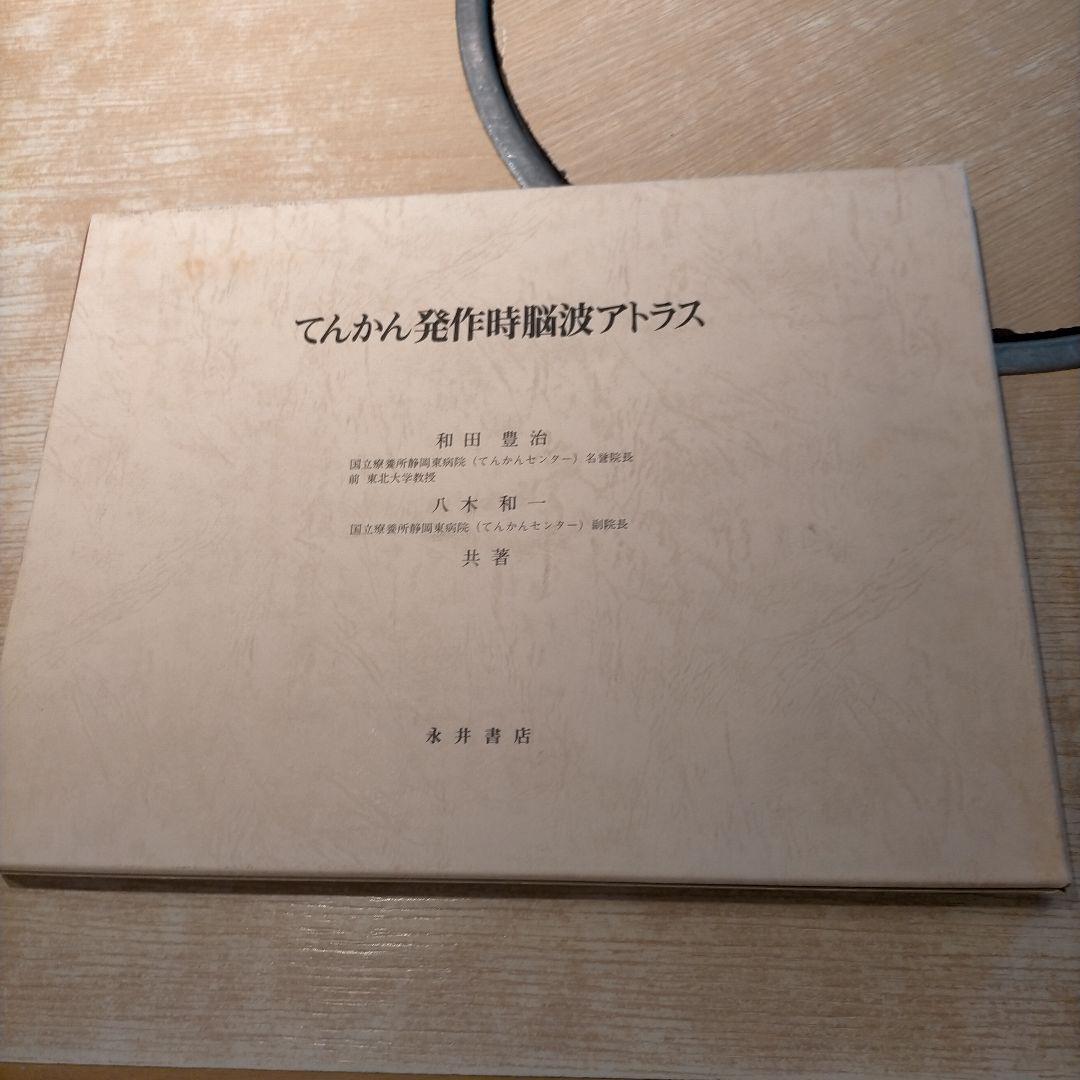 てんかん発作時脳波アトラス
和田 豊治
国立療養所静岡東病院（てんかんセンター）名誉院長
前 東北大学教授
八木 和一
国立療養所静岡東病院（てんかんセンター）副院長
共著
永井書店